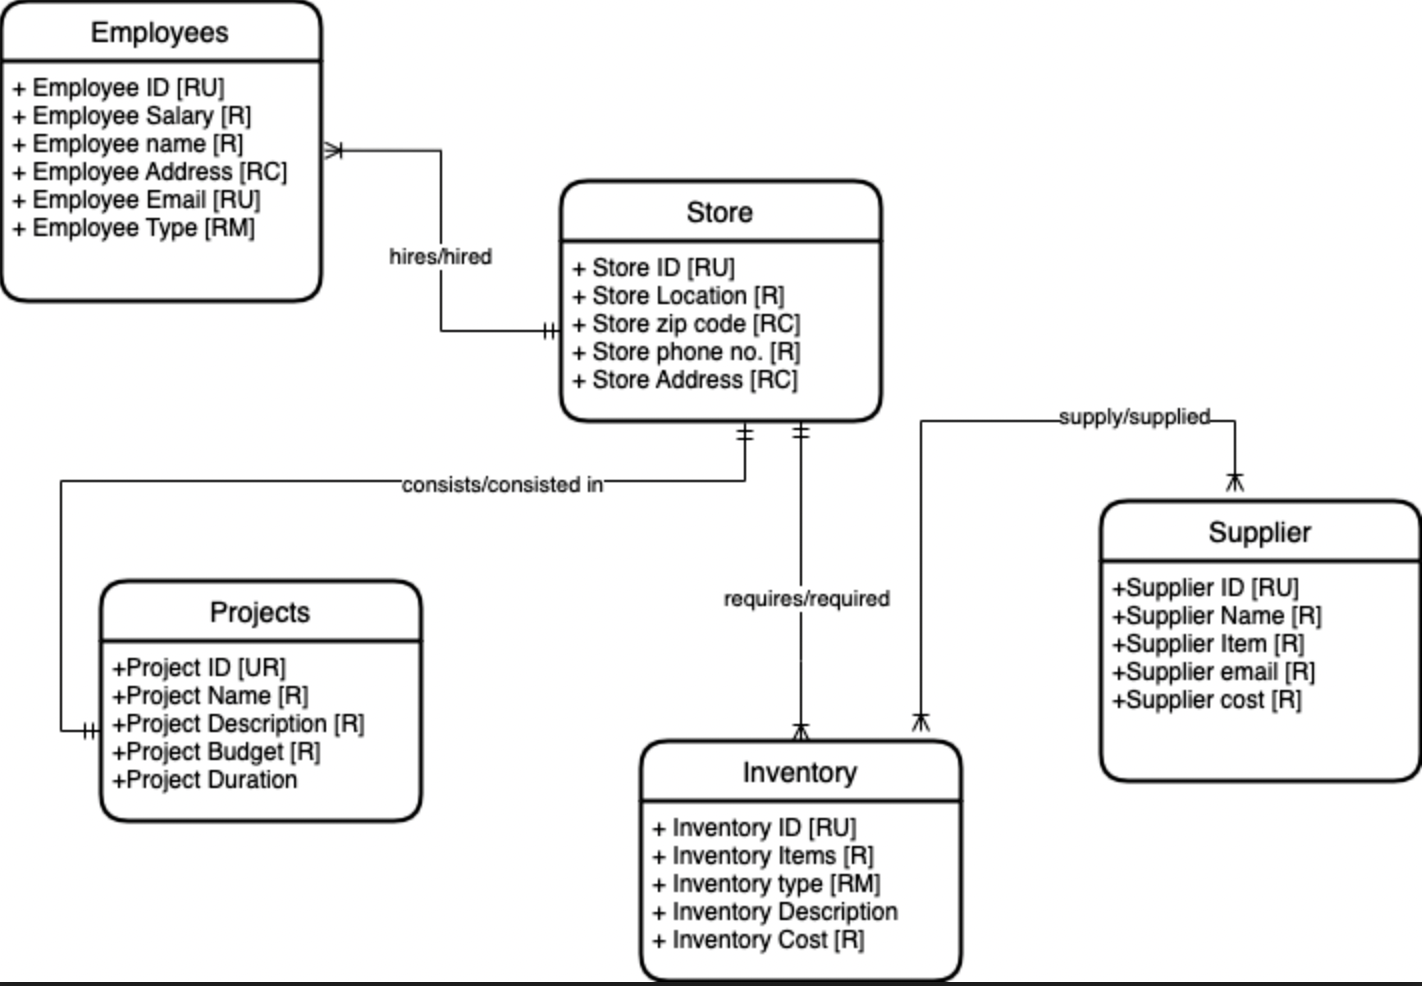 Employees
+ Employee ID [RU]
+ Employee Salary [R]
+ Employee name [R]
+ Employee Address [RC]
+ Employee Email [RU]
+ Employee Type [RM]
hires/hired
Store
+ Store ID [RU]
+ Store Location [R]
+ Store zip code [RC]
+ Store phone no. [R]
+ Store Address [RC]
supply/supplied
consists/consisted in
Supplier
+Supplier ID [RU]
+Supplier Name [R]
+Supplier Item [R]
+Supplier email [R]
+Supplier cost [R]
requires/required
Projects
+Project ID [UR]
+Project Name [R]
+Project Description [R]
+Project Budget [R]
+Project Duration
Inventory
+ Inventory ID [RU]
+ Inventory Items [R]
+ Inventory type [RM]
+ Inventory Description
+ Inventory Cost [R]